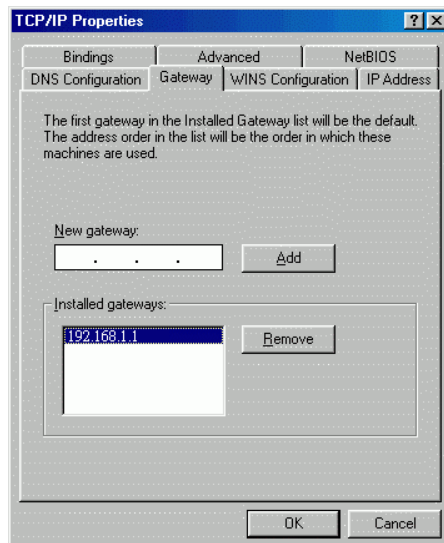 TCP/IP Properties
Bindings
Advanced
NetBIOS
DNS Configuration
Gateway
WINS Configuration
IP Address
The first gateway in the Installed Gateway list will be the default.
The address order in the list will be the order in which these
machines are used.
New gateway:
. . .
Add
Installed gateways:
192.168.1.1
Remove
OK
Cancel